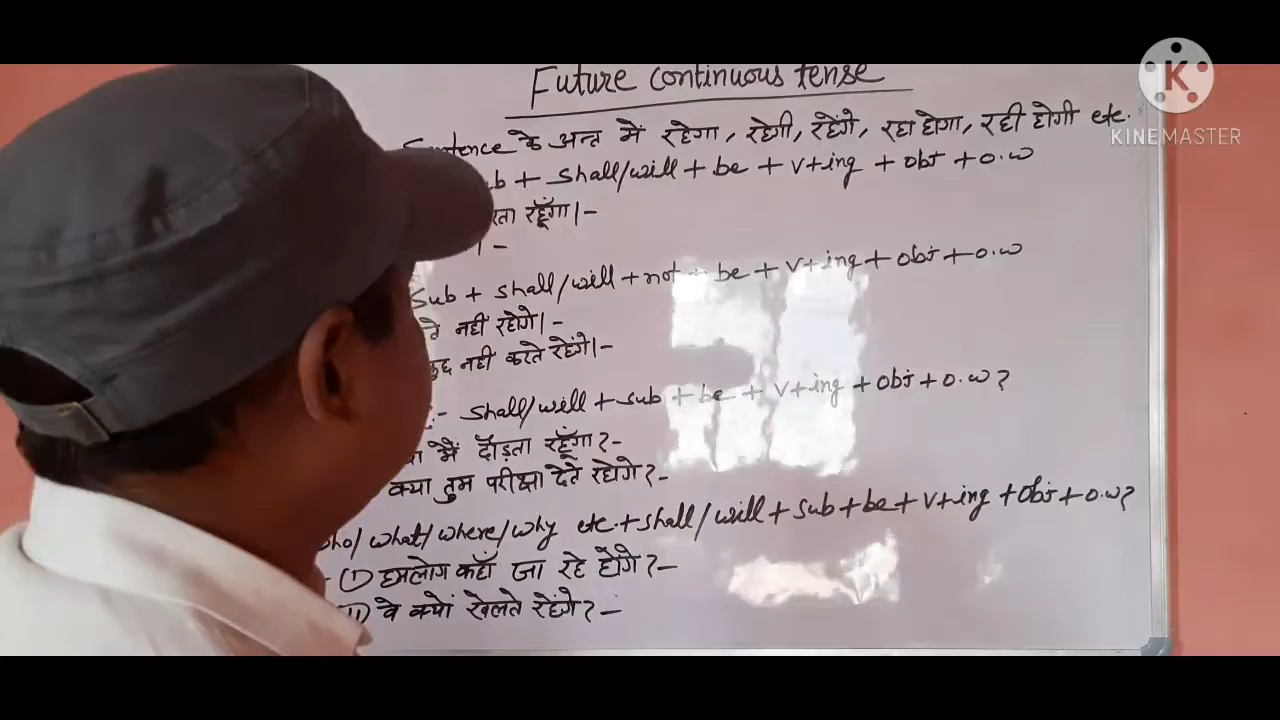 Future continuous tense
Sentence के अन्त में रहेगा, रहेगी, रहेंगे, रहा होगा, रही होगी etc.
+ shall/will + be + v+ing + obj + o.w
रहूँगा।-
।-
Sub + shall/will + not + be + v+ing + obj + o.w
नहीं रहोगे।-
नहीं करते रहेंगे।-
:- shall/will + sub + be + v+ing + obj + o.w?
मैं दौड़ता रहूँगा?-
क्या तुम परीक्षा देते रहोगे?-
who/what/where/why etc.+shall/will+sub+be+v+ing+obj+o.w?
(i) हमलोग कहाँ जा रहे होंगे?-
(ii) वे क्यों खेलते रहेंगे?-
KINEMASTER